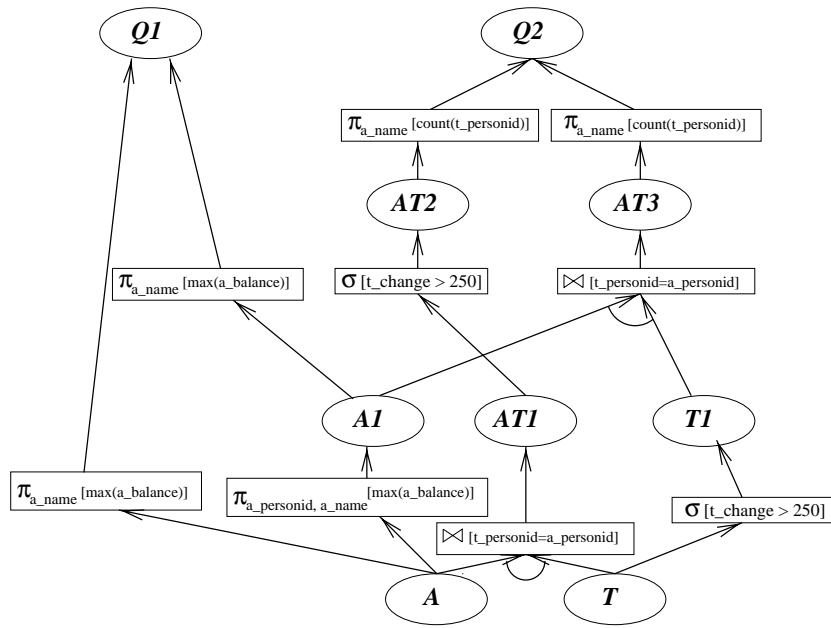 Q1
Q2
π a_name [count(t_personid)]
π a_name [count(t_personid)]
AT2
AT3
π a_name [max(a_balance)]
σ [t_change > 250]
⋈ [t_personid=a_personid]
A1
AT1
T1
π a_name [max(a_balance)]
π a_personid, a_name [max(a_balance)]
σ [t_change > 250]
⋈ [t_personid=a_personid]
A
T